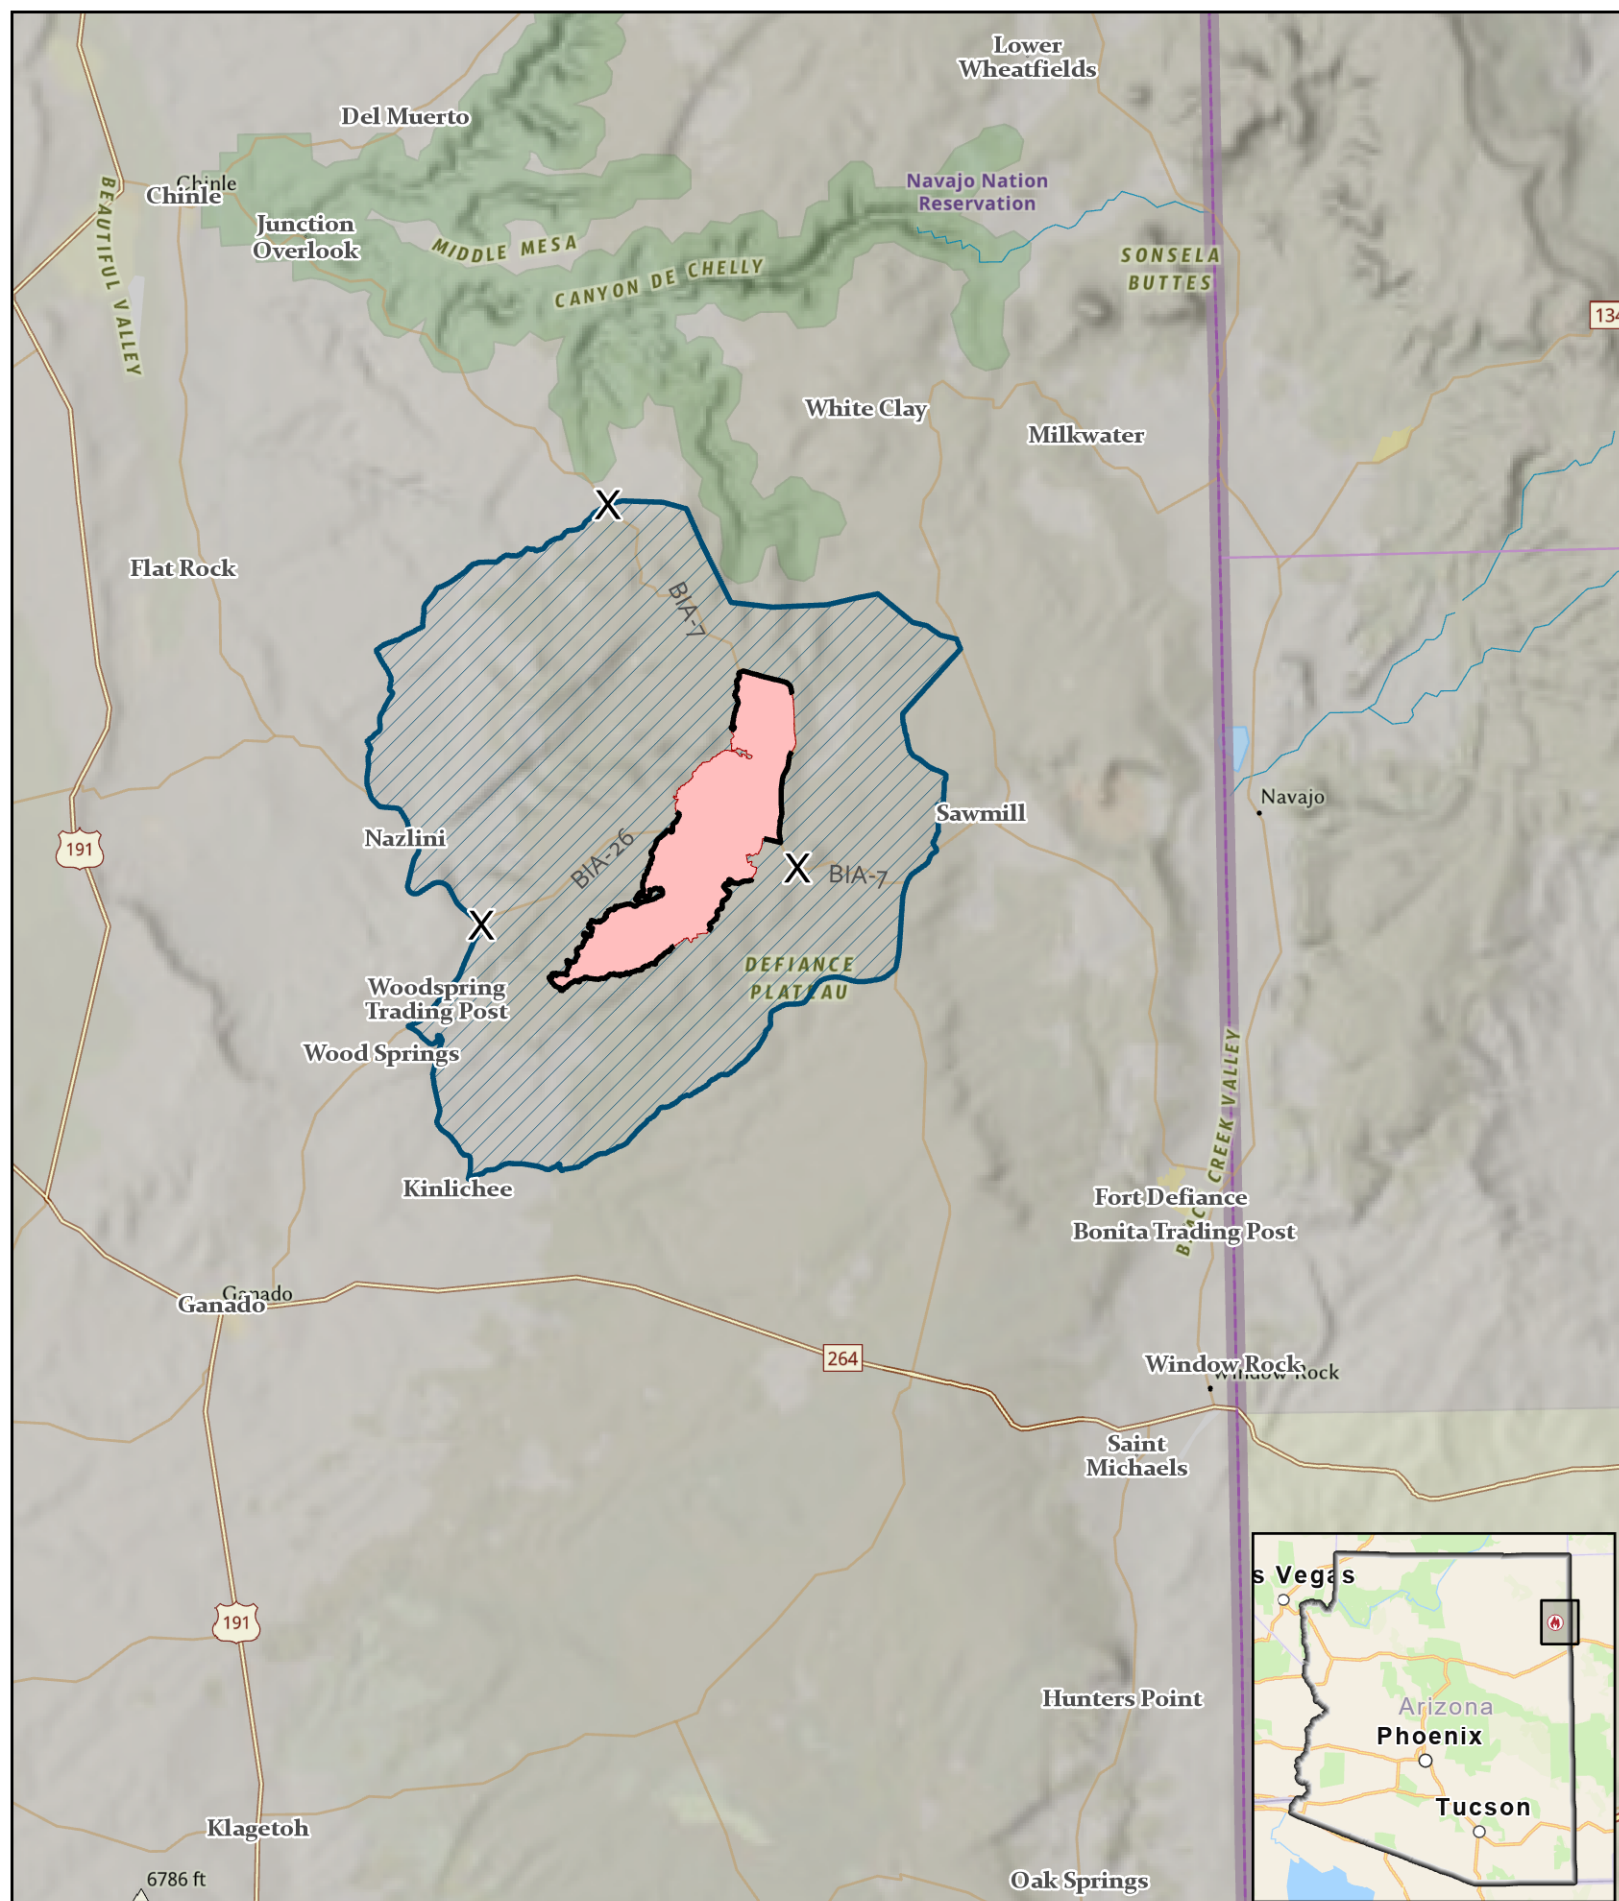 Lower
Wheatfields
Del Muerto
Chinle
Chinle
Navajo Nation
Reservation
Junction
Overlook
MIDDLE MESA
CANYON DE CHELLY
SONSELA
BUTTES
BEAUTIFUL VALLEY
134
White Clay
Milkwater
X
Flat Rock
BIA-7
Navajo
Sawmill
191
Nazlini
BIA-26
X
BIA-7
X
DEFIANCE
PLATEAU
Woodspring
Trading Post
Wood Springs
Kinlichee
CREEK VALLEY
Fort Defiance
Bonita Trading Post
Ganado
Ganado
264
Window Rock
Window Rock
Saint
Michaels
s Vegas
191
Hunters Point
Arizona
Phoenix
Tucson
Klagetoh
6786 ft
Oak Springs